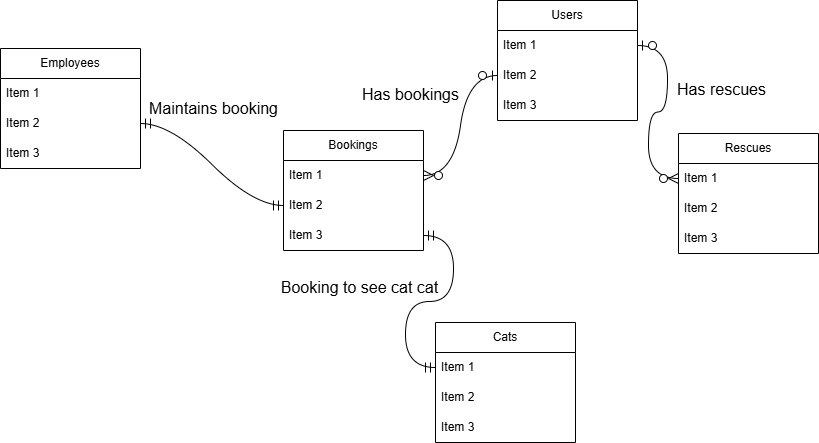 Users
Item 1
Item 2
Item 3
Employees
Item 1
Item 2
Item 3
Maintains booking
Has bookings
Has rescues
Bookings
Item 1
Item 2
Item 3
Rescues
Item 1
Item 2
Item 3
Booking to see cat cat
Cats
Item 1
Item 2
Item 3